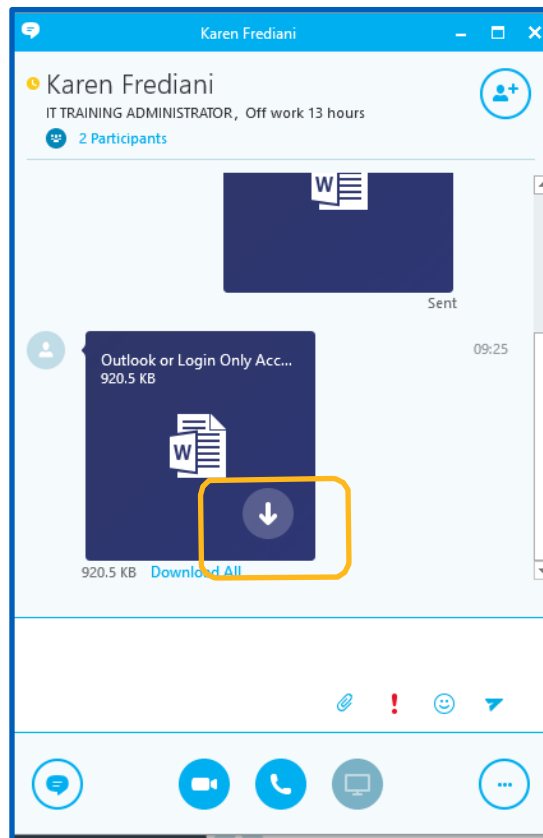 Karen Frediani
Karen Frediani
IT TRAINING ADMINISTRATOR, Off work 13 hours
2 Participants
W
Sent
09:25
Outlook or Login Only Acc...
920.5 KB
W
920.5 KB Download All